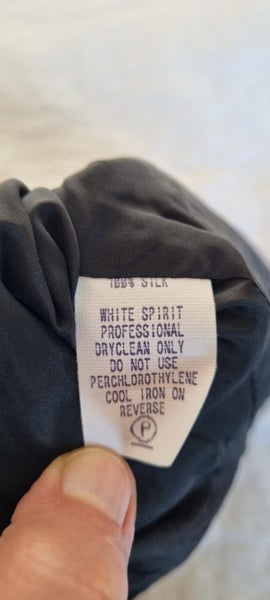 100% SILK
WHITE SPIRIT
PROFESSIONAL
DRYCLEAN ONLY
DO NOT USE
PERCHLOROTHYLENE
COOL IRON ON
REVERSE
P